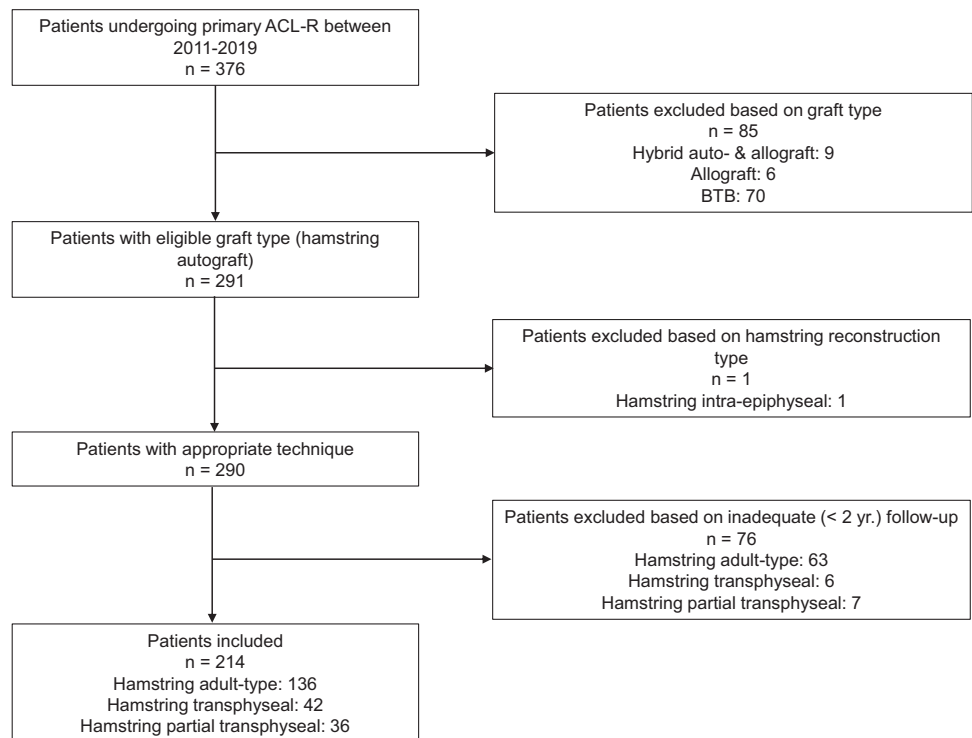 Patients undergoing primary ACL-R between
2011-2019
n = 376
Patients excluded based on graft type
n = 85
Hybrid auto- & allograft: 9
Allograft: 6
BTB: 70
Patients with eligible graft type (hamstring
autograft)
n = 291
Patients excluded based on hamstring reconstruction
type
n = 1
Hamstring intra-epiphyseal: 1
Patients with appropriate technique
n = 290
Patients excluded based on inadequate (< 2 yr.) follow-up
n = 76
Hamstring adult-type: 63
Hamstring transphyseal: 6
Hamstring partial transphyseal: 7
Patients included
n = 214
Hamstring adult-type: 136
Hamstring transphyseal: 42
Hamstring partial transphyseal: 36